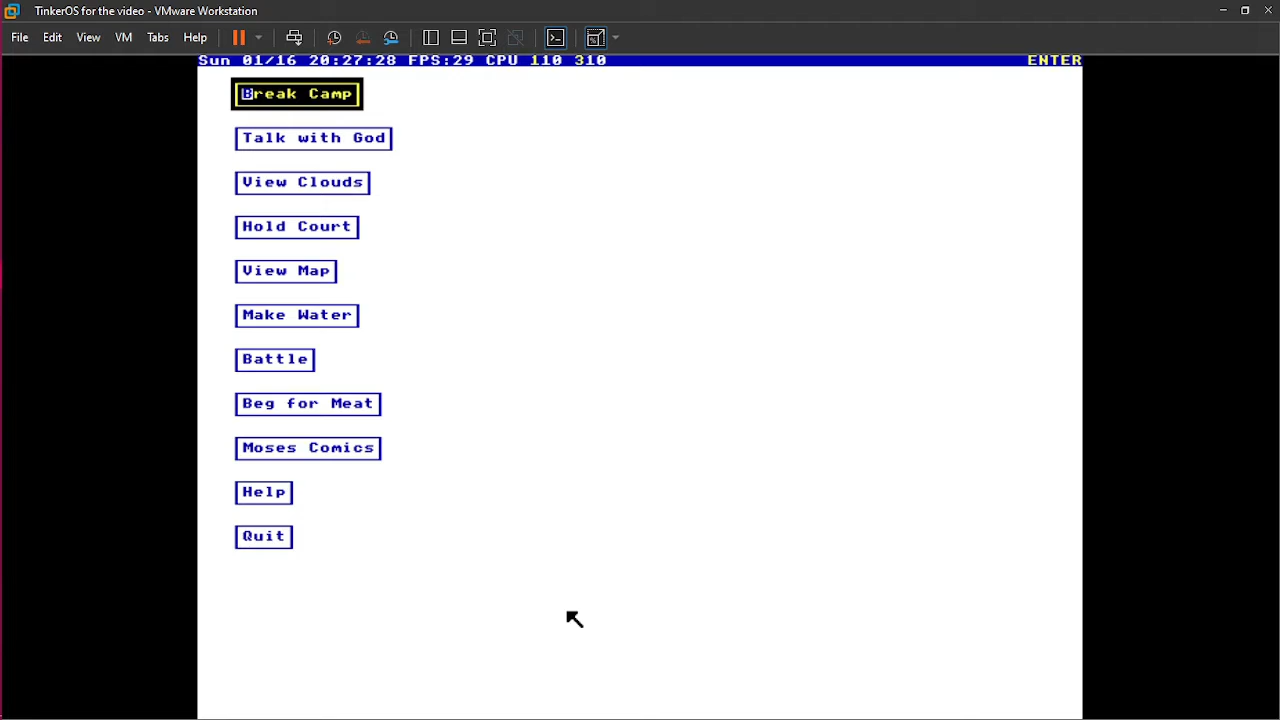 TinkerOS for the video - VMware Workstation
File Edit View VM Tabs Help
Sun 01/16 20:27:28 FPS:29 CPU 110 310 ENTER
Break Camp
Talk with God
View Clouds
Hold Court
View Map
Make Water
Battle
Beg for Meat
Moses Comics
Help
Quit